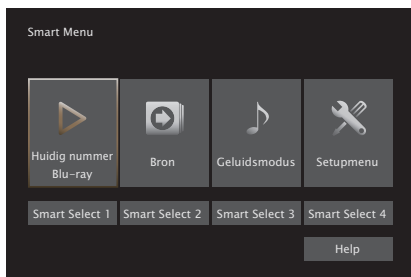 Smart Menu
Huidig nummer
Blu-ray
Bron
Geluidsmodus
Setupmenu
Smart Select 1
Smart Select 2
Smart Select 3
Smart Select 4
Help